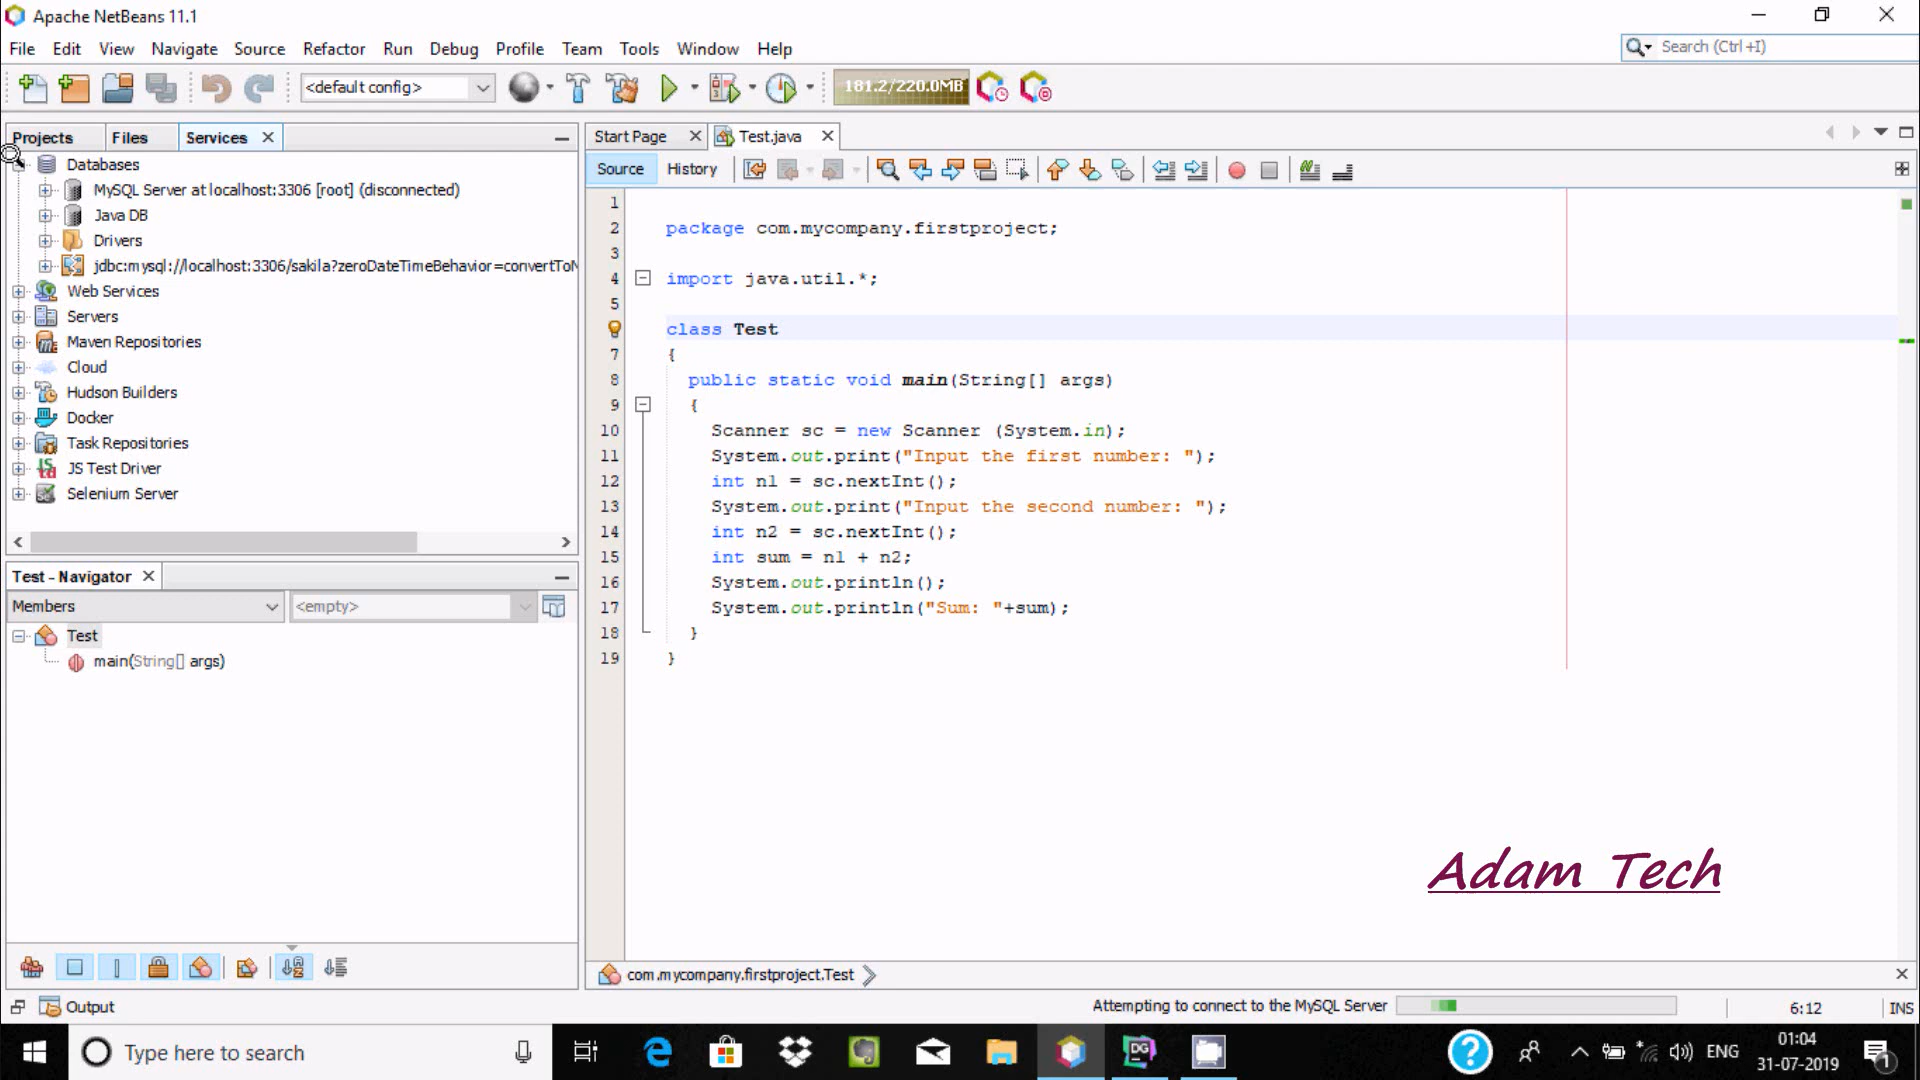 Apache NetBeans 11.1
File Edit View Navigate Source Refactor Run Debug Profile Team Tools Window Help
Search (Ctrl+I)
<default config>
181.2/220.0MB
Projects Files Services
Databases
MySQL Server at localhost:3306 [root] (disconnected)
Java DB
Drivers
jdbc:mysql://localhost:3306/sakila?zeroDateTimeBehavior=convertToN
Web Services
Servers
Maven Repositories
Cloud
Hudson Builders
Docker
Task Repositories
JS Test Driver
Selenium Server
Test - Navigator
Members <empty>
Test
main(String[] args)
Start Page Test.java
Source History
1
2 package com.mycompany.firstproject;
3
4 import java.util.*;
5
class Test
7 {
8 public static void main(String[] args)
9 {
10 Scanner sc = new Scanner (System.in);
11 System.out.print("Input the first number: ");
12 int n1 = sc.nextInt();
13 System.out.print("Input the second number: ");
14 int n2 = sc.nextInt();
15 int sum = n1 + n2;
16 System.out.println();
17 System.out.println("Sum: "+sum);
18 }
19 }
Adam Tech
com.mycompany.firstproject.Test
Output
Attempting to connect to the MySQL Server
6:12 INS
Type here to search
DG
ENG
01:04
31-07-2019
1